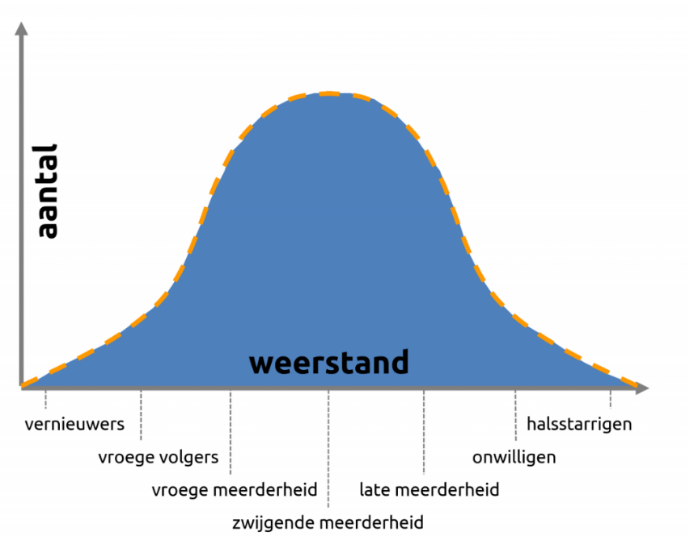 aantal
weerstand
vernieuwers
halsstarrigen
vroege volgers
onwilligen
vroege meerderheid
late meerderheid
zwijgende meerderheid